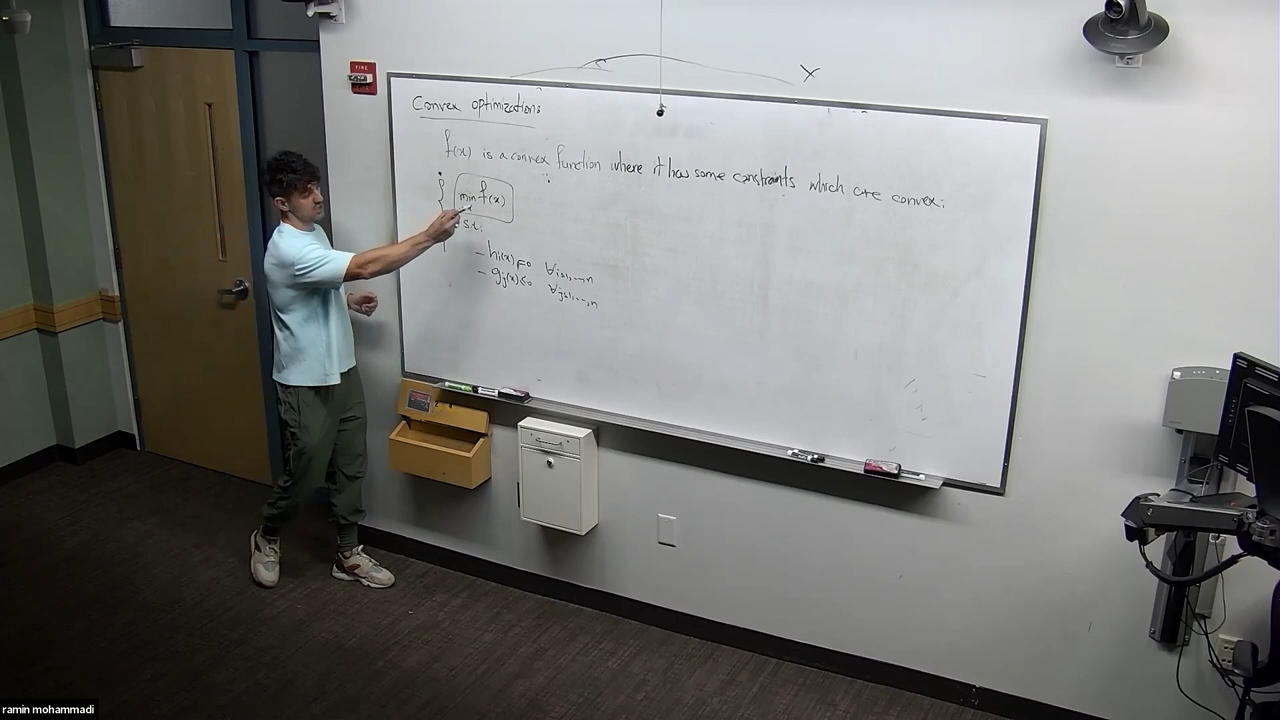 FIRE
X
Convex optimizations
f(x) is a convex function where it has some constraints which are convex.
min f(x)
s.t.
- hi(x) = 0 ∀i=1,...,n
- gj(x) ≤ 0 ∀j=1,...,n
ramin mohammadi